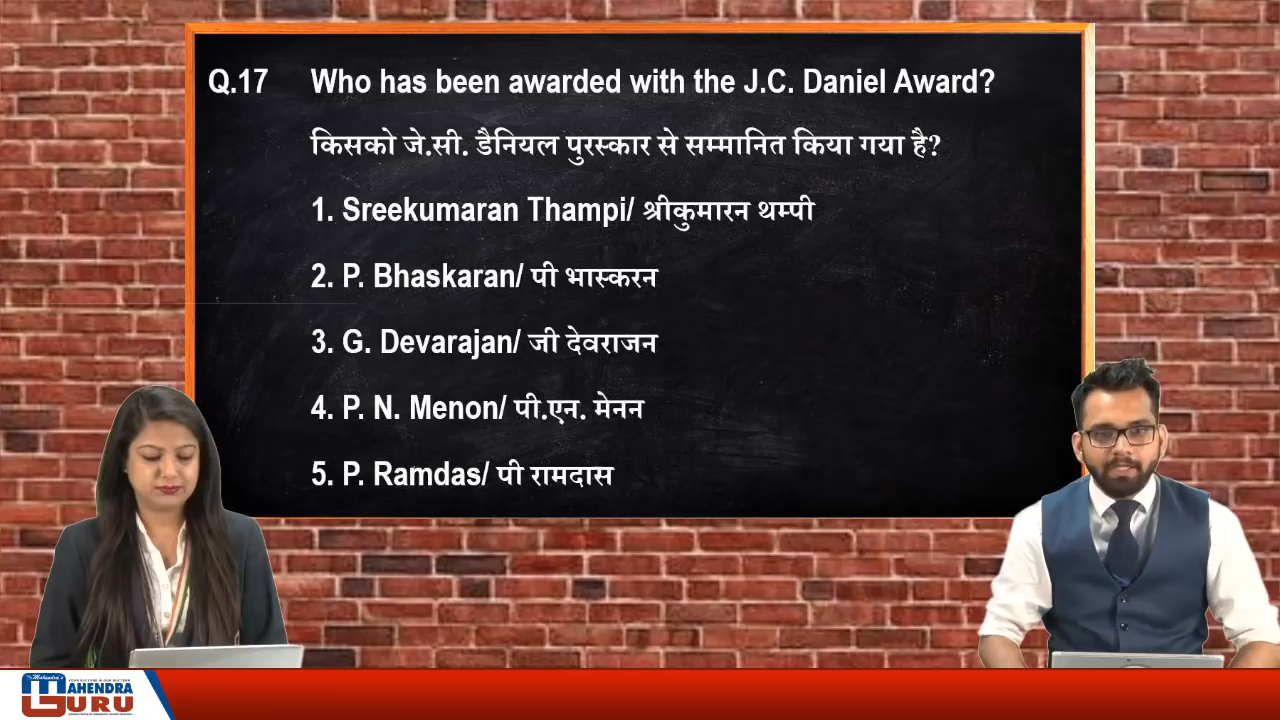 Q.17 Who has been awarded with the J.C. Daniel Award?
किसको जे.सी. डैनियल पुरस्कार से सम्मानित किया गया है?
1. Sreekumaran Thampi/ श्रीकुमारन थम्पी
2. P. Bhaskaran/ पी भास्करन
3. G. Devarajan/ जी देवराजन
4. P. N. Menon/ पी.एन. मेनन
5. P. Ramdas/ पी रामदास
Mahendra's
MAHENDRA
GURU